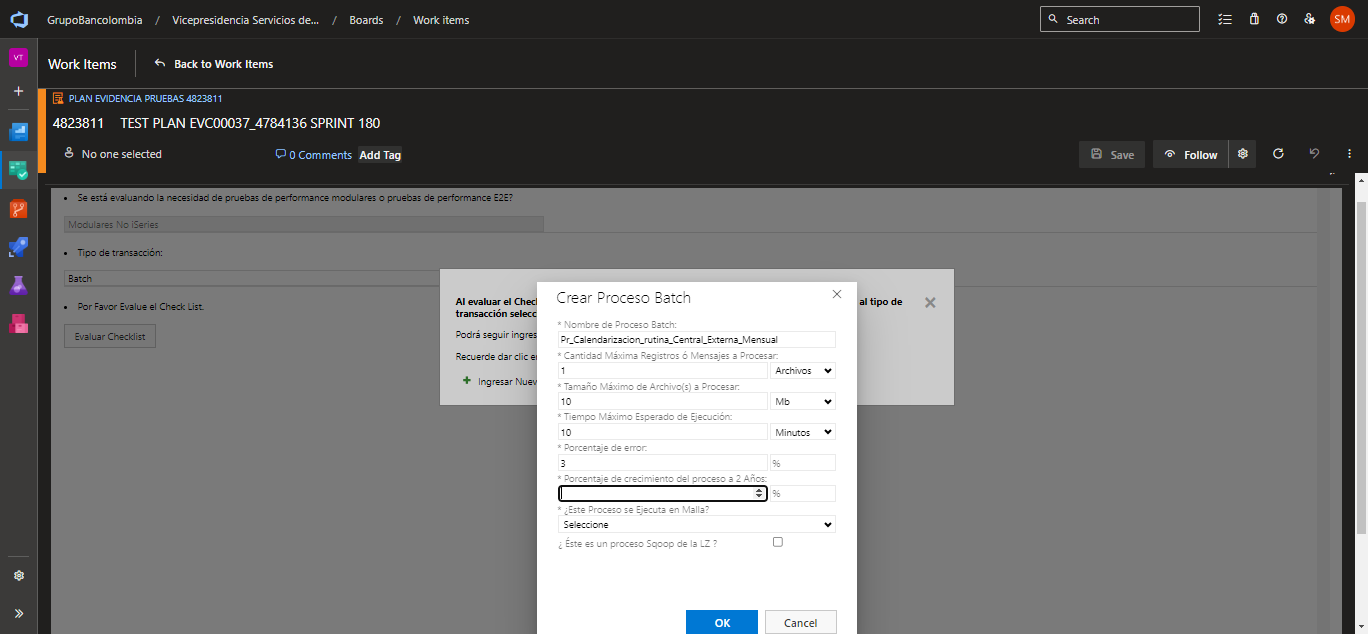 GrupoBancolombia / Vicepresidencia Servicios de... / Boards / Work items
Search
SM
VT
Work Items
Back to Work Items
PLAN EVIDENCIA PRUEBAS 4823811
4823811 TEST PLAN EVC00037_4784136 SPRINT 180
No one selected
0 Comments
Add Tag
Save
Follow
• Se está evaluando la necesidad de pruebas de performance modulares o pruebas de performance E2E?
Modulares No ISeries
• Tipo de transacción:
Batch
• Por Favor Evalue el Check List.
Evaluar Checklist
Al evaluar el Chec
al tipo de
transacción selecc
Podrá seguir ingres
Recuerde dar clic e
+ Ingresar Nuev
Crear Proceso Batch
* Nombre de Proceso Batch:
Pr_Calendarizacion_rutina_Central_Externa_Mensual
* Cantidad Máxima Registros ó Mensajes a Procesar:
1
Archivos
* Tamaño Máximo de Archivo(s) a Procesar:
10
Mb
* Tiempo Máximo Esperado de Ejecución:
10
Minutos
* Porcentaje de error:
3
%
* Porcentaje de crecimiento del proceso a 2 Años:
%
* ¿Este Proceso se Ejecuta en Malla?
Seleccione
¿ Éste es un proceso Sqoop de la LZ ?
OK
Cancel